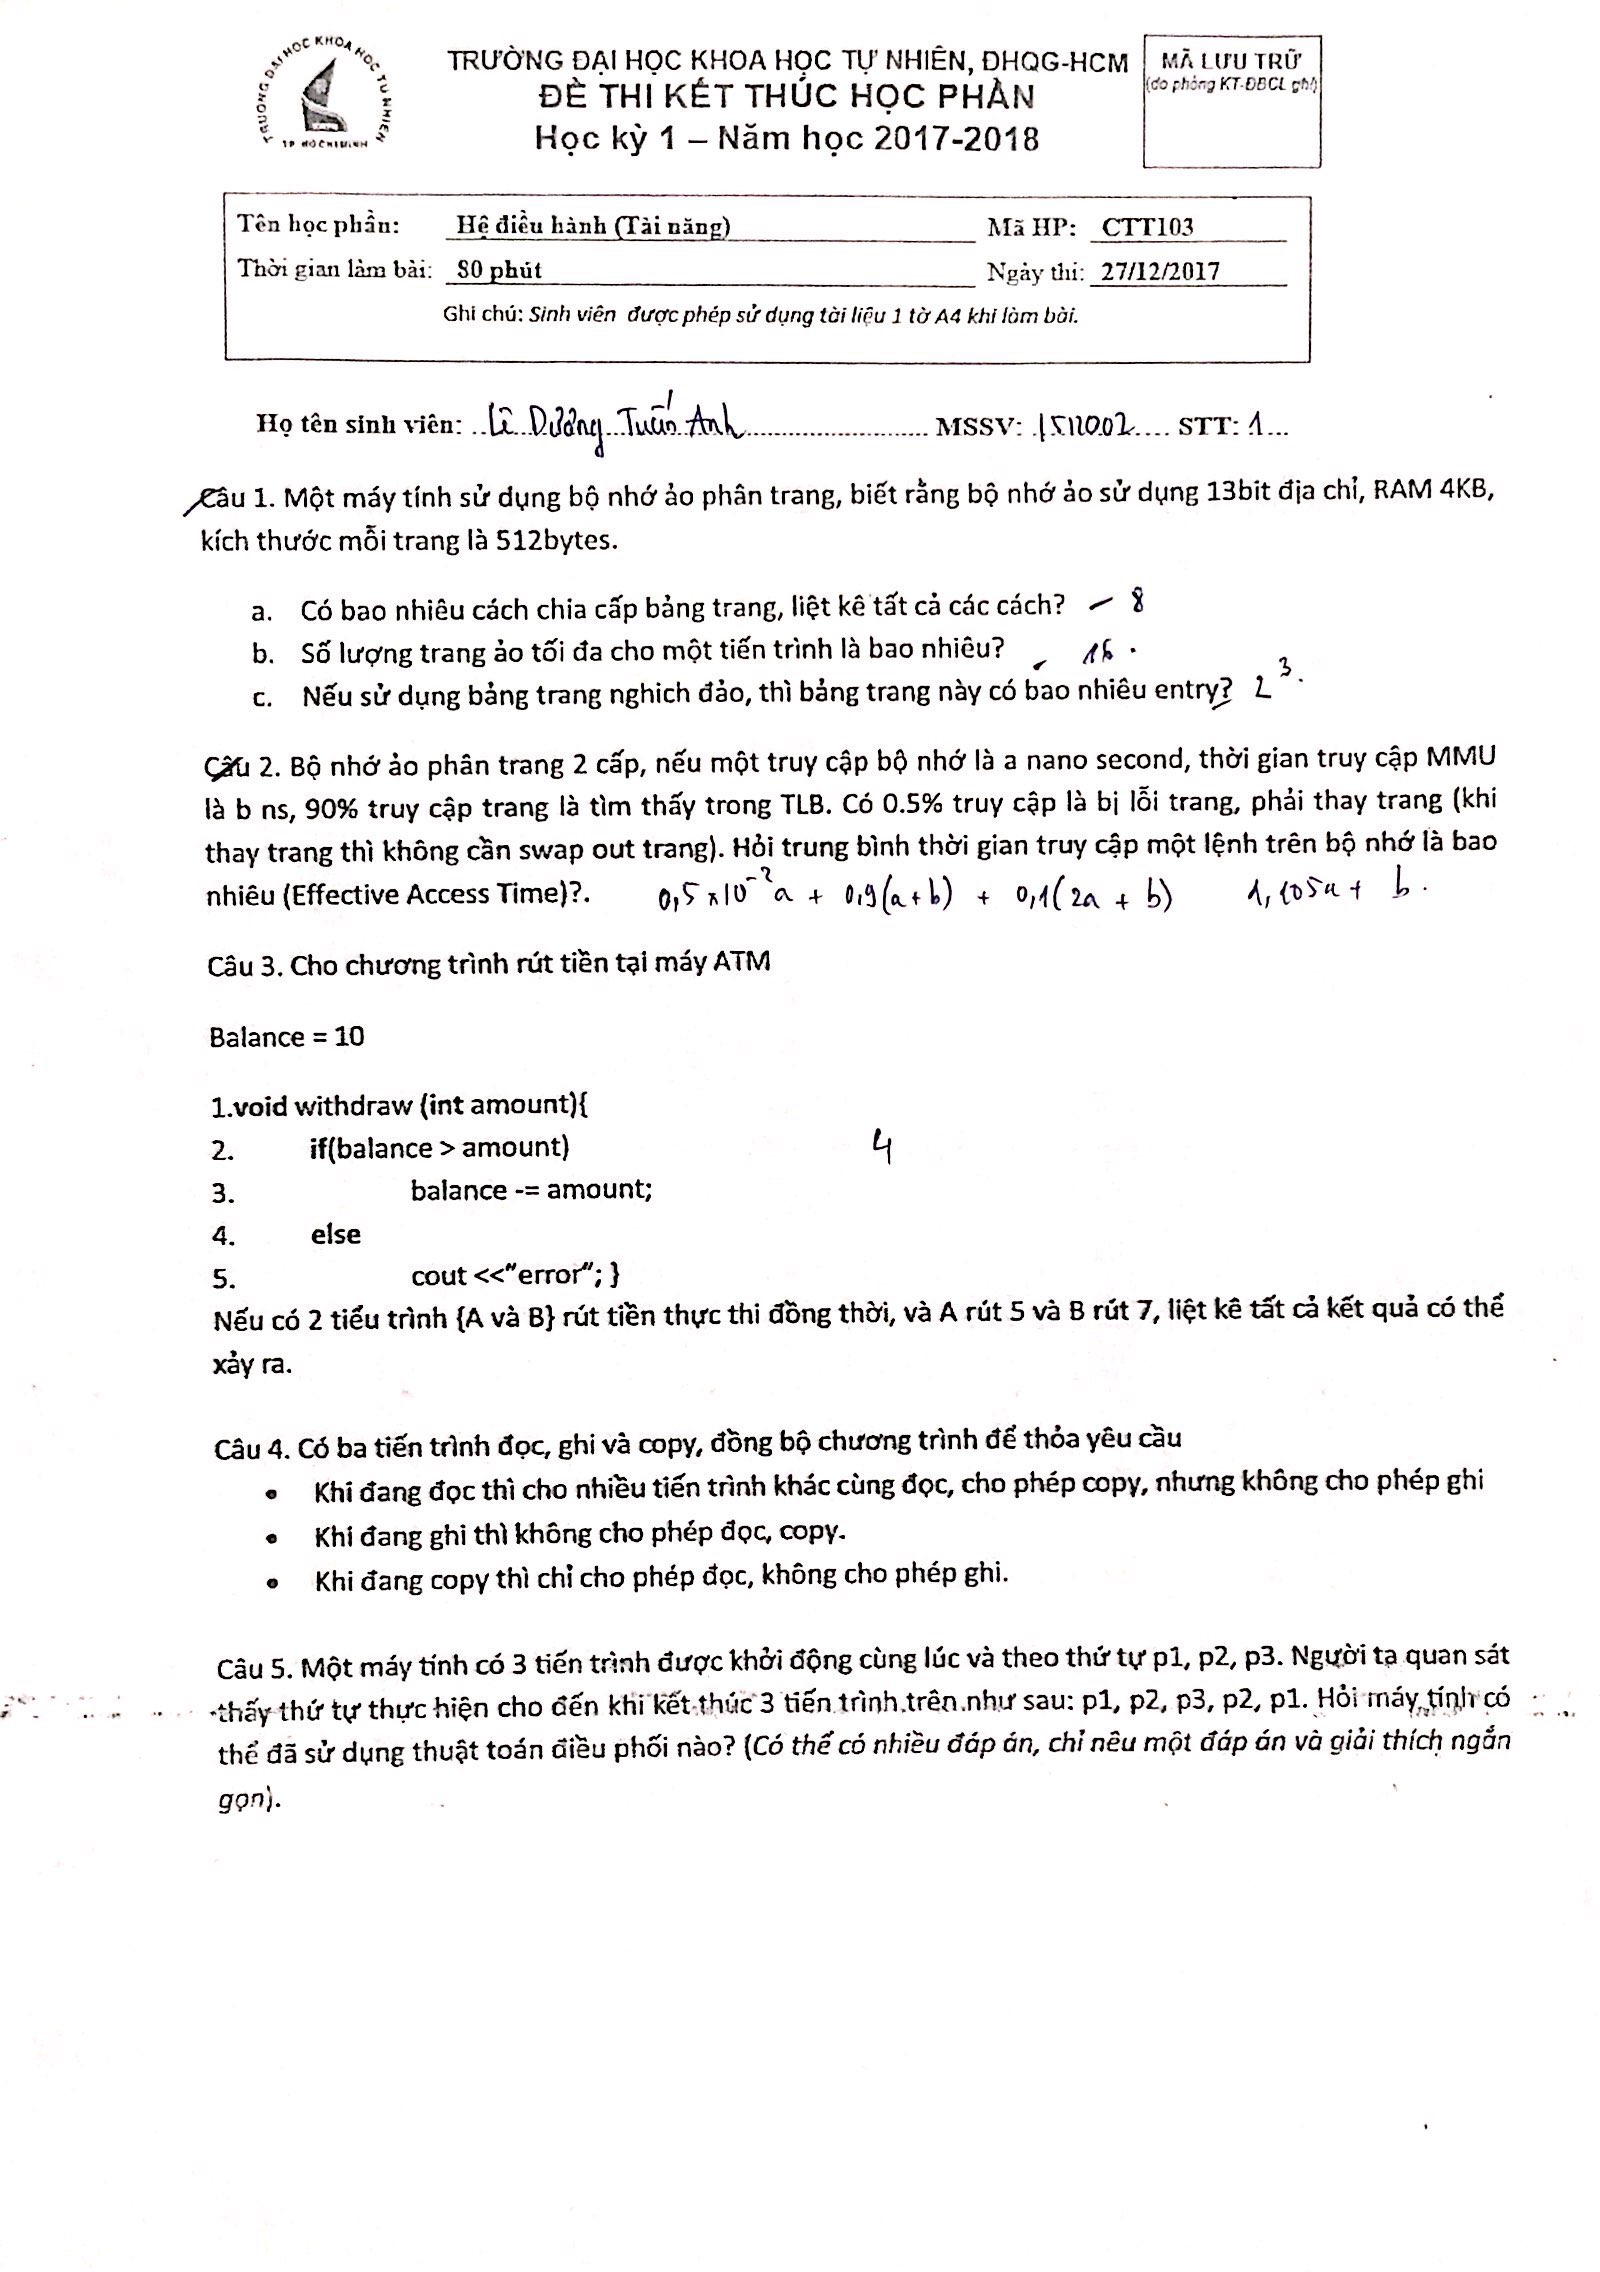 TRƯỜNG ĐẠI HỌC KHOA HỌC TỰ NHIÊN
TP HỒ CHÍ MINH
TRƯỜNG ĐẠI HỌC KHOA HỌC TỰ NHIÊN, ĐHQG-HCM
ĐỀ THI KẾT THÚC HỌC PHẦN
Học kỳ 1 – Năm học 2017-2018
MÃ LƯU TRỮ
(do phòng KT-ĐBCL ghi)
Tên học phần: Hệ điều hành (Tài năng) Mã HP: CTT103
Thời gian làm bài: 80 phút Ngày thi: 27/12/2017
Ghi chú: Sinh viên được phép sử dụng tài liệu 1 tờ A4 khi làm bài.
Họ tên sinh viên: Lê Dương Tuấn Anh MSSV: 1511002 STT: 1
Câu 1. Một máy tính sử dụng bộ nhớ ảo phân trang, biết rằng bộ nhớ ảo sử dụng 13bit địa chỉ, RAM 4KB,
kích thước mỗi trang là 512bytes.
a. Có bao nhiêu cách chia cấp bảng trang, liệt kê tất cả các cách? – 8
b. Số lượng trang ảo tối đa cho một tiến trình là bao nhiêu? 16.
c. Nếu sử dụng bảng trang nghich đảo, thì bảng trang này có bao nhiêu entry? 2³.
Câu 2. Bộ nhớ ảo phân trang 2 cấp, nếu một truy cập bộ nhớ là a nano second, thời gian truy cập MMU
là b ns, 90% truy cập trang là tìm thấy trong TLB. Có 0.5% truy cập là bị lỗi trang, phải thay trang (khi
thay trang thì không cần swap out trang). Hỏi trung bình thời gian truy cập một lệnh trên bộ nhớ là bao
nhiêu (Effective Access Time)?. 0,5 x 10⁻² a + 0,9(a+b) + 0,1(2a + b) 1,105a + b.
Câu 3. Cho chương trình rút tiền tại máy ATM
Balance = 10
1.void withdraw (int amount){
2. if(balance > amount) 4
3. balance -= amount;
4. else
5. cout <<"error"; }
Nếu có 2 tiểu trình {A và B} rút tiền thực thi đồng thời, và A rút 5 và B rút 7, liệt kê tất cả kết quả có thể
xảy ra.
Câu 4. Có ba tiến trình đọc, ghi và copy, đồng bộ chương trình để thỏa yêu cầu
• Khi đang đọc thì cho nhiều tiến trình khác cùng đọc, cho phép copy, nhưng không cho phép ghi
• Khi đang ghi thì không cho phép đọc, copy.
• Khi đang copy thì chỉ cho phép đọc, không cho phép ghi.
Câu 5. Một máy tính có 3 tiến trình được khởi động cùng lúc và theo thứ tự p1, p2, p3. Người ta quan sát
thấy thứ tự thực hiện cho đến khi kết thúc 3 tiến trình trên như sau: p1, p2, p3, p2, p1. Hỏi máy tính có
thể đã sử dụng thuật toán điều phối nào? (Có thể có nhiều đáp án, chỉ nêu một đáp án và giải thích ngắn
gọn).